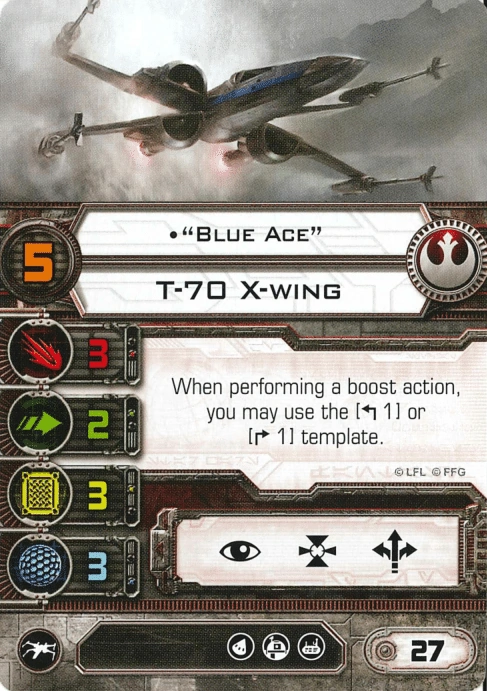 •“Blue Ace”
5
T-70 X-wing
3
When performing a boost action,
you may use the [↰ 1] or
[↱ 1] template.
2
©LFL ©FFG
3
3
27